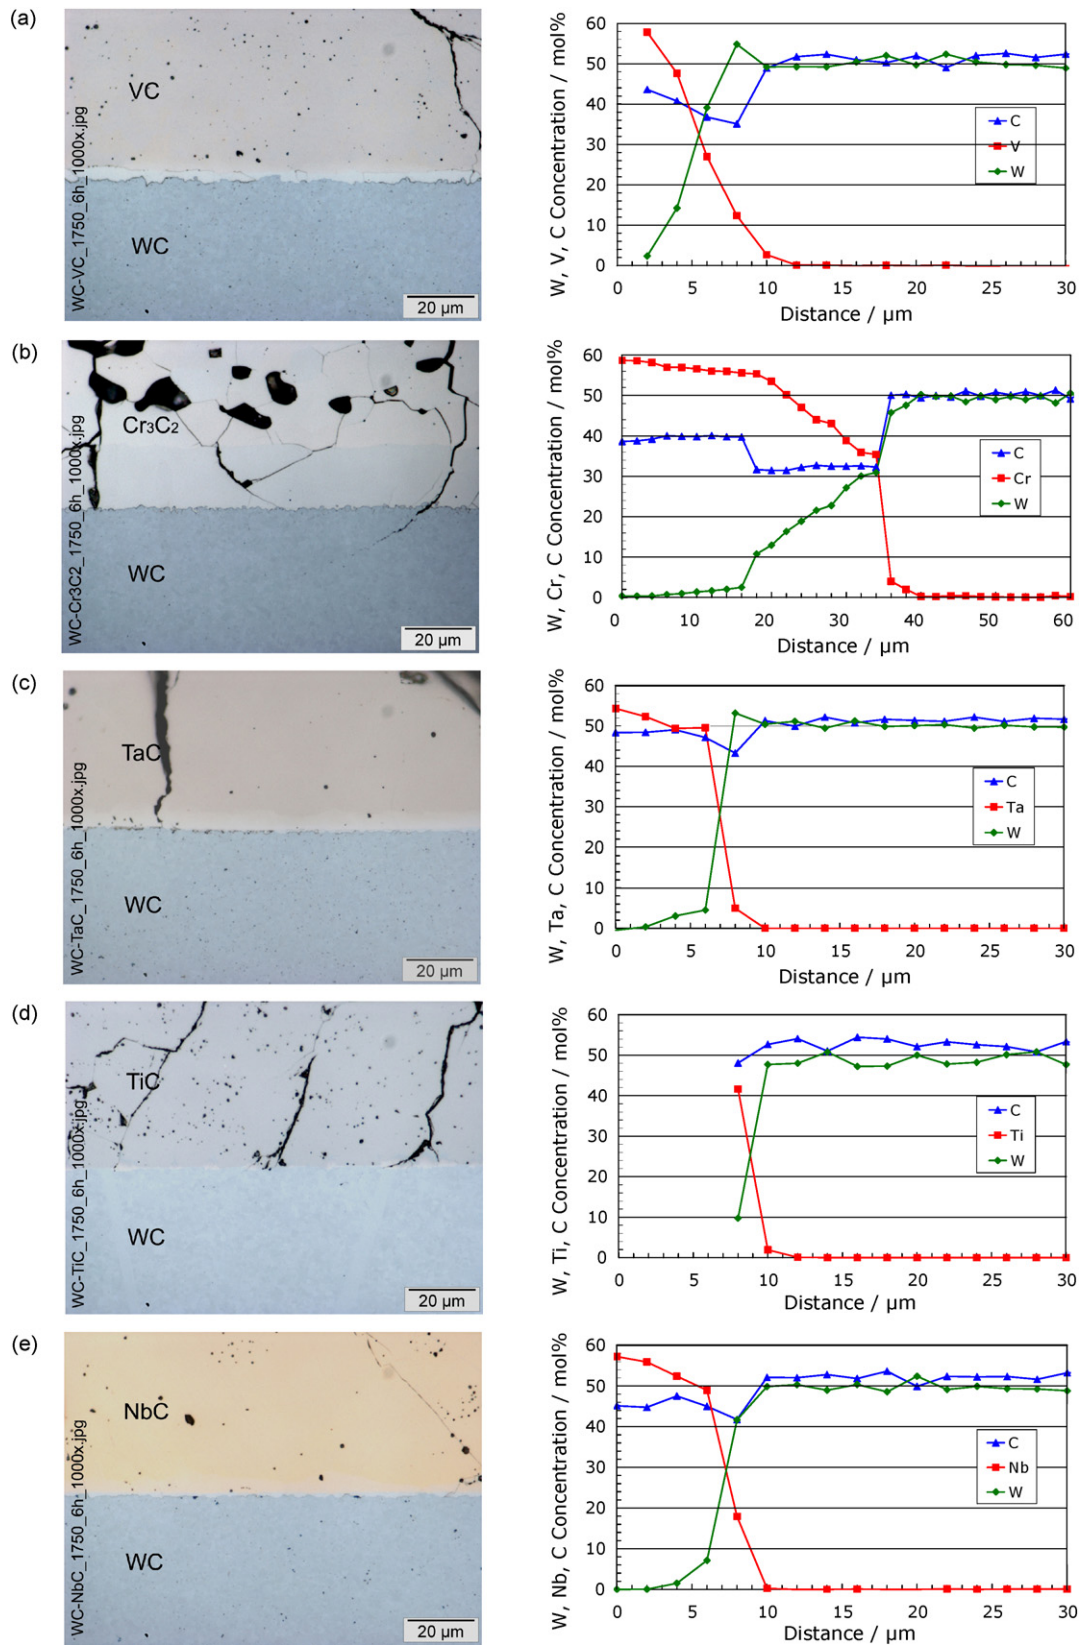 (a)
VC
WC
WC-VC_1750_6h_1000x.jpg
20 µm
W, V, C Concentration / mol%
60
50
40
30
20
10
0
0 5 10 15 20 25 30
Distance / µm
C
V
W
(b)
Cr3C2
WC
WC-Cr3C2_1750_6h_1000x.jpg
20 µm
W, Cr, C Concentration / mol%
60
50
40
30
20
10
0
0 10 20 30 40 50 60
Distance / µm
C
Cr
W
(c)
TaC
WC
WC-TaC_1750_6h_1000x.jpg
20 µm
W, Ta, C Concentration / mol%
60
50
40
30
20
10
0
0 5 10 15 20 25 30
Distance / µm
C
Ta
W
(d)
TiC
WC
WC-TiC_1750_6h_1000x.jpg
20 µm
W, Ti, C Concentration / mol%
60
50
40
30
20
10
0
0 5 10 15 20 25 30
Distance / µm
C
Ti
W
(e)
NbC
WC
WC-NbC_1750_6h_1000x.jpg
20 µm
W, Nb, C Concentration / mol%
60
50
40
30
20
10
0
0 5 10 15 20 25 30
Distance / µm
C
Nb
W